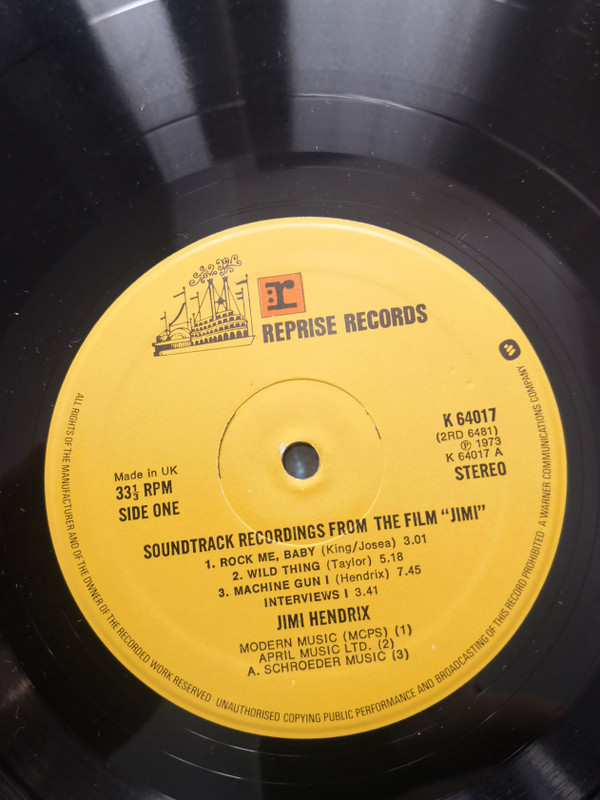 r:
REPRISE RECORDS
K 64017
(2RD 6481)
Ⓟ 1973
K 64017 A
STEREO
Made in UK
33⅓ RPM
SIDE ONE
SOUNDTRACK RECORDINGS FROM THE FILM "JIMI"
1. ROCK ME, BABY (King/Josea) 3.01
2. WILD THING (Taylor) 5.18
3. MACHINE GUN I (Hendrix) 7.45
INTERVIEWS I 3.41
JIMI HENDRIX
MODERN MUSIC (MCPS) (1)
APRIL MUSIC LTD. (2)
A. SCHROEDER MUSIC (3)
ALL RIGHTS OF THE MANUFACTURER AND OF THE OWNER OF THE RECORDED WORK RESERVED · UNAUTHORISED COPYING PUBLIC PERFORMANCE AND BROADCASTING OF THIS RECORD PROHIBITED · A WARNER COMMUNICATIONS COMPANY